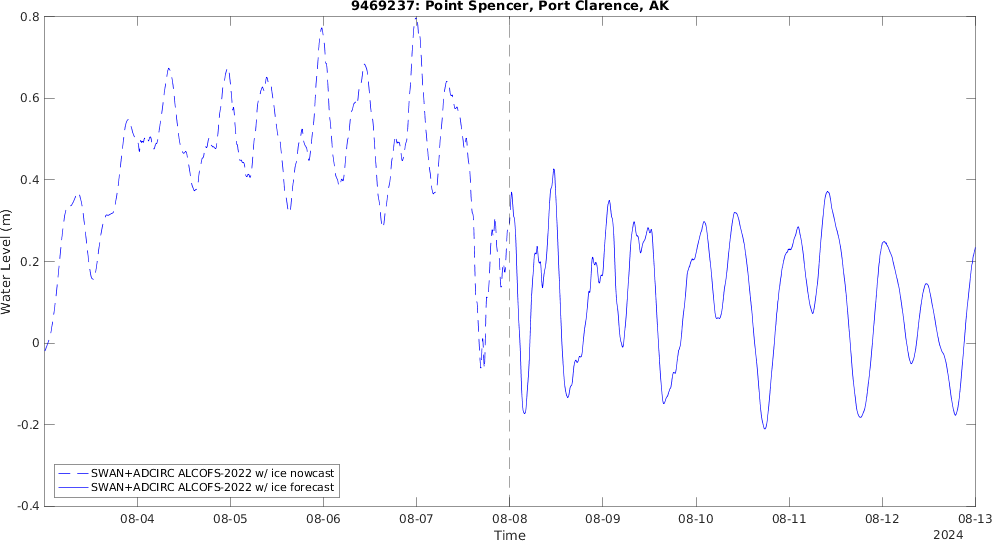 9469237: Point Spencer, Port Clarence, AK
Water Level (m)
0.8
0.6
0.4
0.2
0
-0.2
-0.4
SWAN+ADCIRC ALCOFS-2022 w/ ice nowcast
SWAN+ADCIRC ALCOFS-2022 w/ ice forecast
08-04 08-05 08-06 08-07 08-08 08-09 08-10 08-11 08-12 08-13
Time
2024